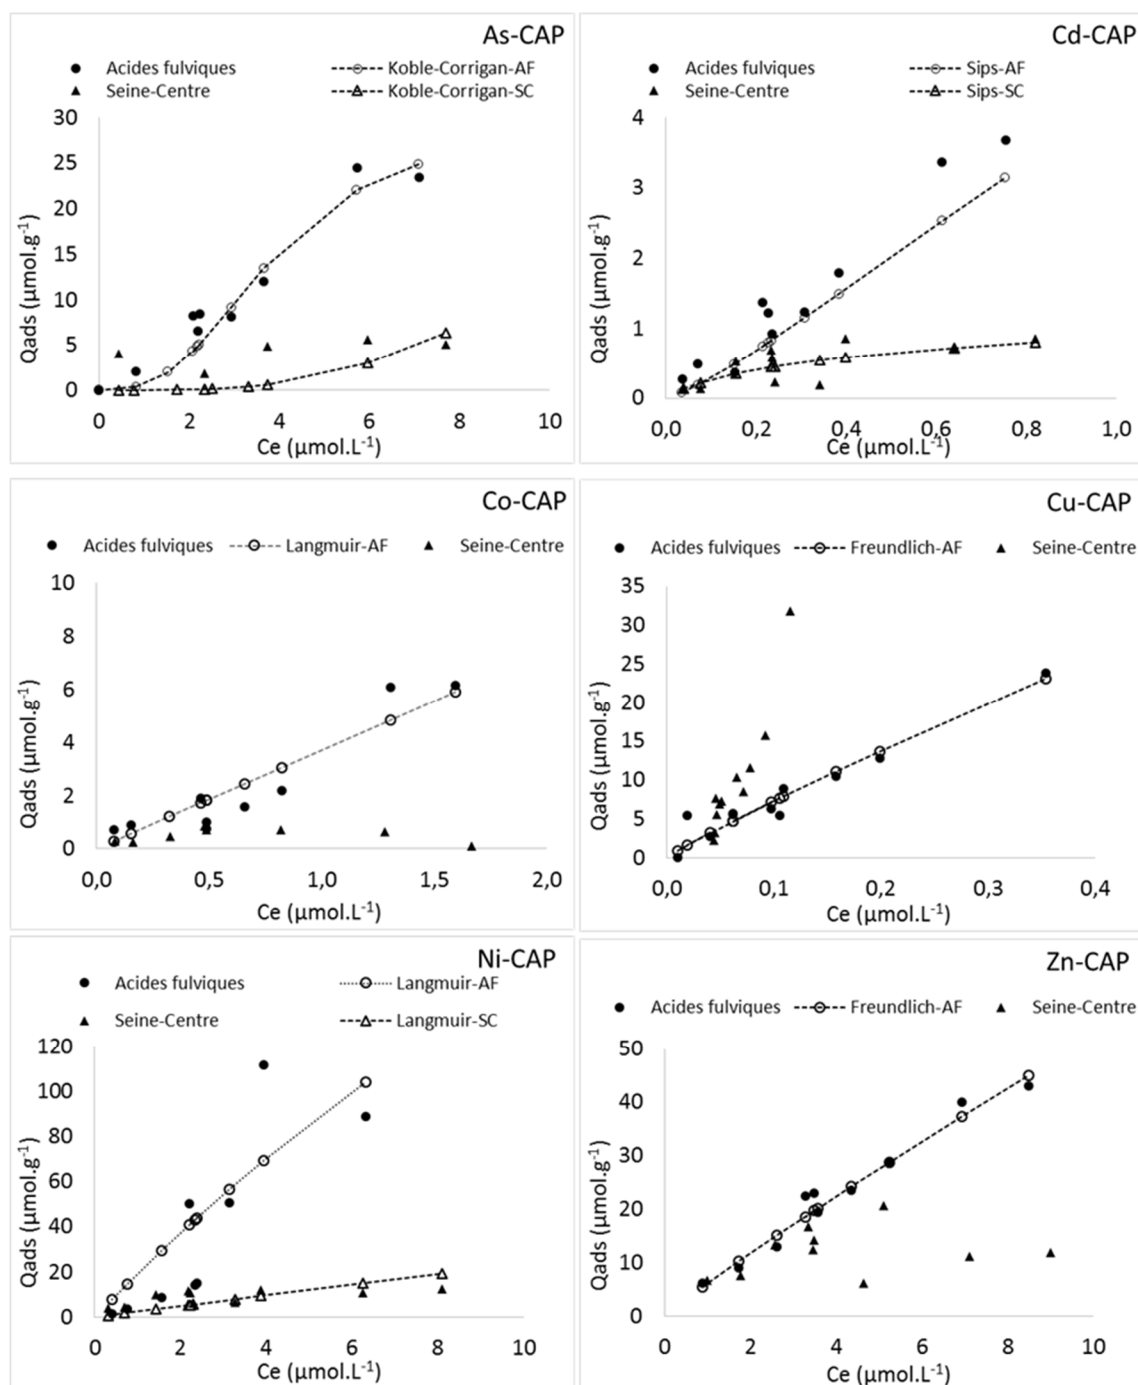 As-CAP
Acides fulviques Koble-Corrigan-AF
Seine-Centre Koble-Corrigan-SC
30
25
20
15
10
5
0
Qads (µmol.g⁻¹)
0 2 4 6 8 10
Ce (µmol.L⁻¹)
Cd-CAP
Acides fulviques Sips-AF
Seine-Centre Sips-SC
4
3
2
1
0
Qads (µmol.g⁻¹)
0,0 0,2 0,4 0,6 0,8 1,0
Ce (µmol.L⁻¹)
Co-CAP
Acides fulviques Langmuir-AF Seine-Centre
10
8
6
4
2
0
Qads (µmol.g⁻¹)
0,0 0,5 1,0 1,5 2,0
Ce (µmol.L⁻¹)
Cu-CAP
Acides fulviques Freundlich-AF Seine-Centre
35
30
25
20
15
10
5
0
Qads (µmol.g⁻¹)
0,0 0,1 0,2 0,3 0,4
Ce (µmol.L⁻¹)
Ni-CAP
Acides fulviques Langmuir-AF
Seine-Centre Langmuir-SC
120
100
80
60
40
20
0
Qads (µmol.g⁻¹)
0 2 4 6 8 10
Ce (µmol.L⁻¹)
Zn-CAP
Acides fulviques Freundlich-AF Seine-Centre
50
40
30
20
10
0
Qads (µmol.g⁻¹)
0 2 4 6 8 10
Ce (µmol.L⁻¹)